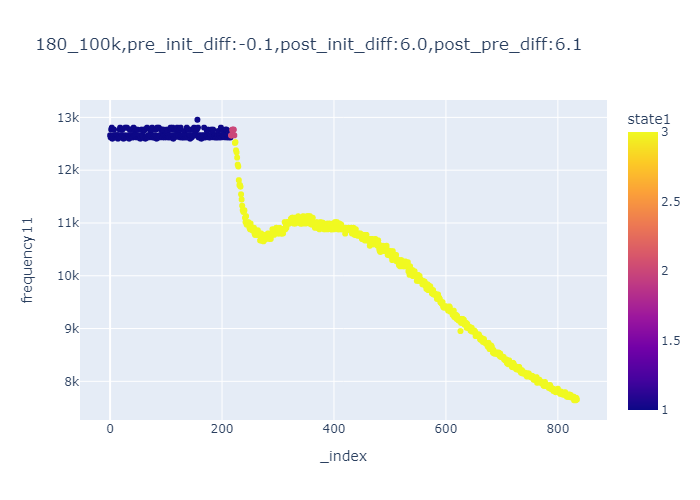 180_100k,pre_init_diff:-0.1,post_init_diff:6.0,post_pre_diff:6.1
state1
3
2.5
2
1.5
1
13k
12k
11k
10k
9k
8k
frequency11
0
200
400
600
800
_index